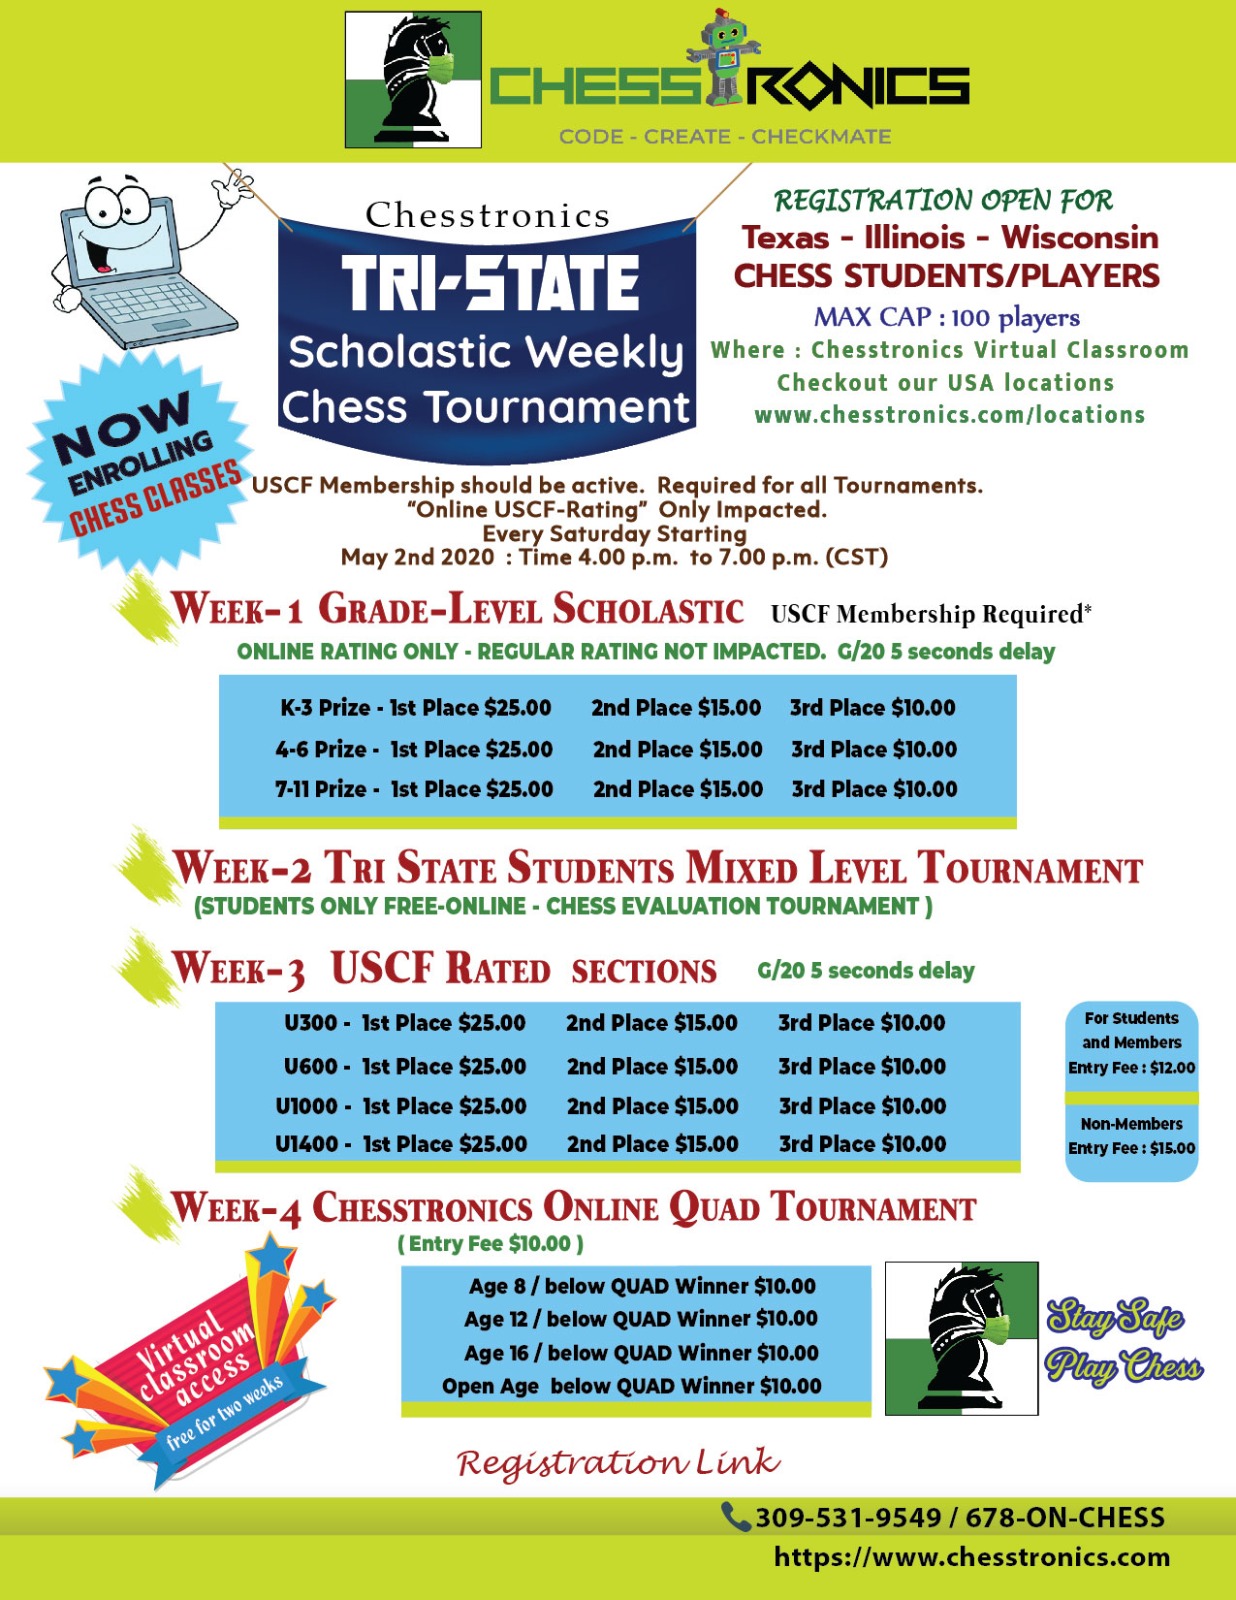 CHESSTRONICS
CODE - CREATE - CHECKMATE
Chesstronics
TRI-STATE
Scholastic Weekly
Chess Tournament
REGISTRATION OPEN FOR
Texas - Illinois - Wisconsin
CHESS STUDENTS/PLAYERS
MAX CAP : 100 players
Where : Chesstronics Virtual Classroom
Checkout our USA locations
www.chesstronics.com/locations
NOW
ENROLLING
CHESS CLASSES
USCF Membership should be active. Required for all Tournaments.
“Online USCF-Rating” Only Impacted.
Every Saturday Starting
May 2nd 2020 : Time 4.00 p.m. to 7.00 p.m. (CST)
WEEK-1 GRADE-LEVEL SCHOLASTIC USCF Membership Required*
ONLINE RATING ONLY - REGULAR RATING NOT IMPACTED. G/20 5 seconds delay
K-3 Prize - 1st Place $25.00 2nd Place $15.00 3rd Place $10.00
4-6 Prize - 1st Place $25.00 2nd Place $15.00 3rd Place $10.00
7-11 Prize - 1st Place $25.00 2nd Place $15.00 3rd Place $10.00
WEEK-2 TRI STATE STUDENTS MIXED LEVEL TOURNAMENT
(STUDENTS ONLY FREE-ONLINE - CHESS EVALUATION TOURNAMENT )
WEEK-3 USCF RATED SECTIONS G/20 5 seconds delay
U300 - 1st Place $25.00 2nd Place $15.00 3rd Place $10.00
U600 - 1st Place $25.00 2nd Place $15.00 3rd Place $10.00
U1000 - 1st Place $25.00 2nd Place $15.00 3rd Place $10.00
U1400 - 1st Place $25.00 2nd Place $15.00 3rd Place $10.00
For Students
and Members
Entry Fee : $12.00
Non-Members
Entry Fee : $15.00
WEEK-4 CHESSTRONICS ONLINE QUAD TOURNAMENT
( Entry Fee $10.00 )
Age 8 / below QUAD Winner $10.00
Age 12 / below QUAD Winner $10.00
Age 16 / below QUAD Winner $10.00
Open Age below QUAD Winner $10.00
Virtual
classroom
access
free for two weeks
Stay Safe
Play Chess
Registration Link
309-531-9549 / 678-ON-CHESS
https://www.chesstronics.com